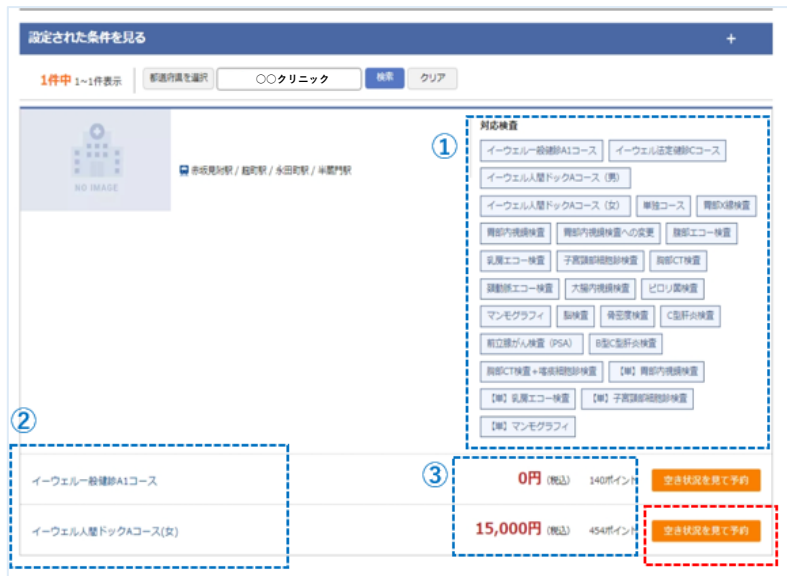 設定された条件を見る +
1件中 1~1件表示 都道府県を選択 ○○クリニック 検索 クリア
NO IMAGE
赤坂見附駅 / 麹町駅 / 永田町駅 / 半蔵門駅
①
対応検査
イーウェル一般健診A1コース イーウェル法定健診Cコース
イーウェル人間ドックAコース（男）
イーウェル人間ドックAコース（女） 単独コース 胃部X線検査
胃部内視鏡検査 胃部内視鏡検査への変更 腹部エコー検査
乳房エコー検査 子宮頚部細胞診検査 胸部CT検査
頚動脈エコー検査 大腸内視鏡検査 ピロリ菌検査
マンモグラフィ 脳検査 骨密度検査 C型肝炎検査
前立腺がん検査（PSA） B型C型肝炎検査
胸部CT検査+喀痰細胞診検査 【単】胃部内視鏡検査
【単】乳房エコー検査 【単】子宮頚部細胞診検査
【単】マンモグラフィ
②
③
イーウェル一般健診A1コース 0円 (税込) 140ポイント 空き状況を見て予約
イーウェル人間ドックAコース(女) 15,000円 (税込) 454ポイント 空き状況を見て予約